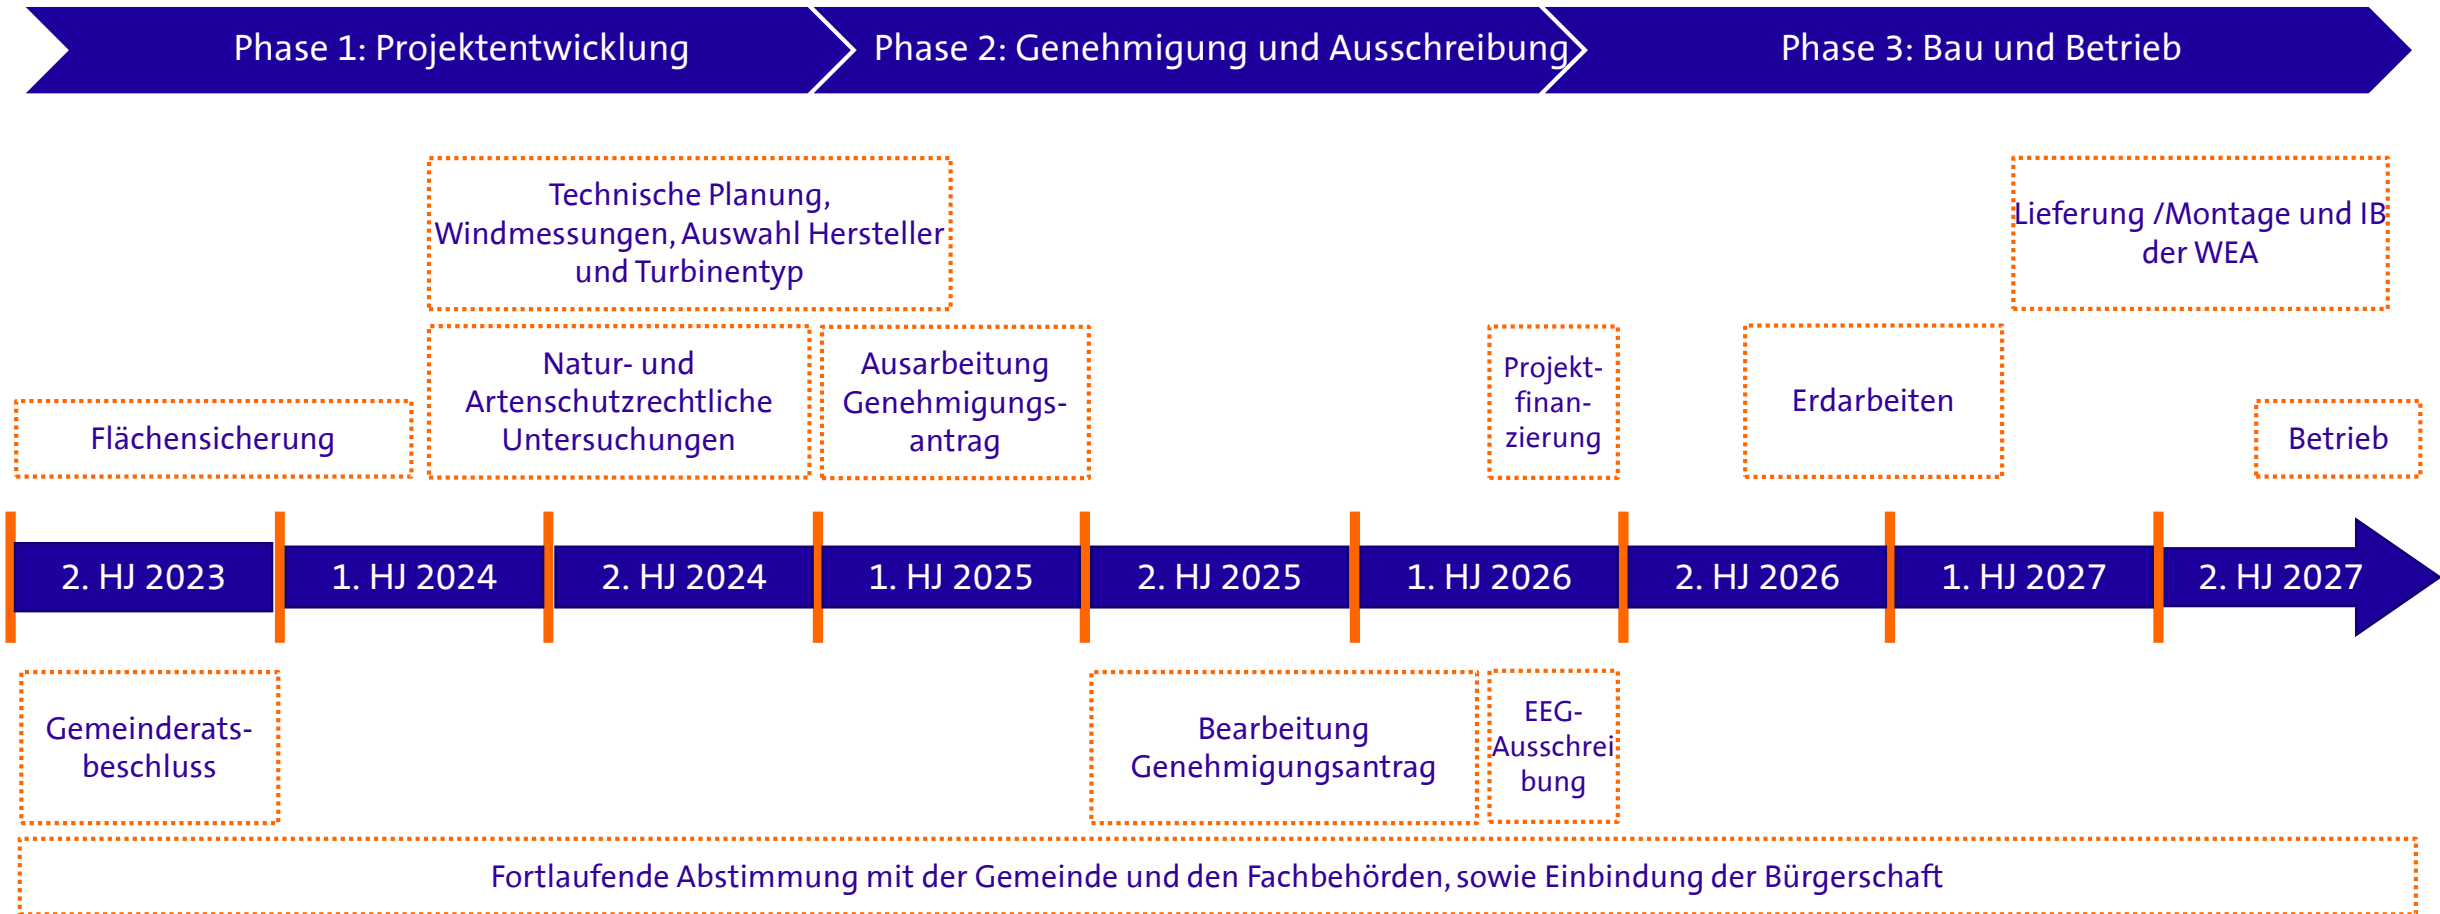 Phase 1: Projektentwicklung
Phase 2: Genehmigung und Ausschreibung
Phase 3: Bau und Betrieb
Technische Planung,
Windmessungen, Auswahl Hersteller
und Turbinentyp
Lieferung /Montage und IB
der WEA
Flächensicherung
Natur- und
Artenschutzrechtliche
Untersuchungen
Ausarbeitung
Genehmigungs-
antrag
Projekt-
finan-
zierung
Erdarbeiten
Betrieb
2. HJ 2023
1. HJ 2024
2. HJ 2024
1. HJ 2025
2. HJ 2025
1. HJ 2026
2. HJ 2026
1. HJ 2027
2. HJ 2027
Gemeinderats-
beschluss
Bearbeitung
Genehmigungsantrag
EEG-
Ausschrei
bung
Fortlaufende Abstimmung mit der Gemeinde und den Fachbehörden, sowie Einbindung der Bürgerschaft